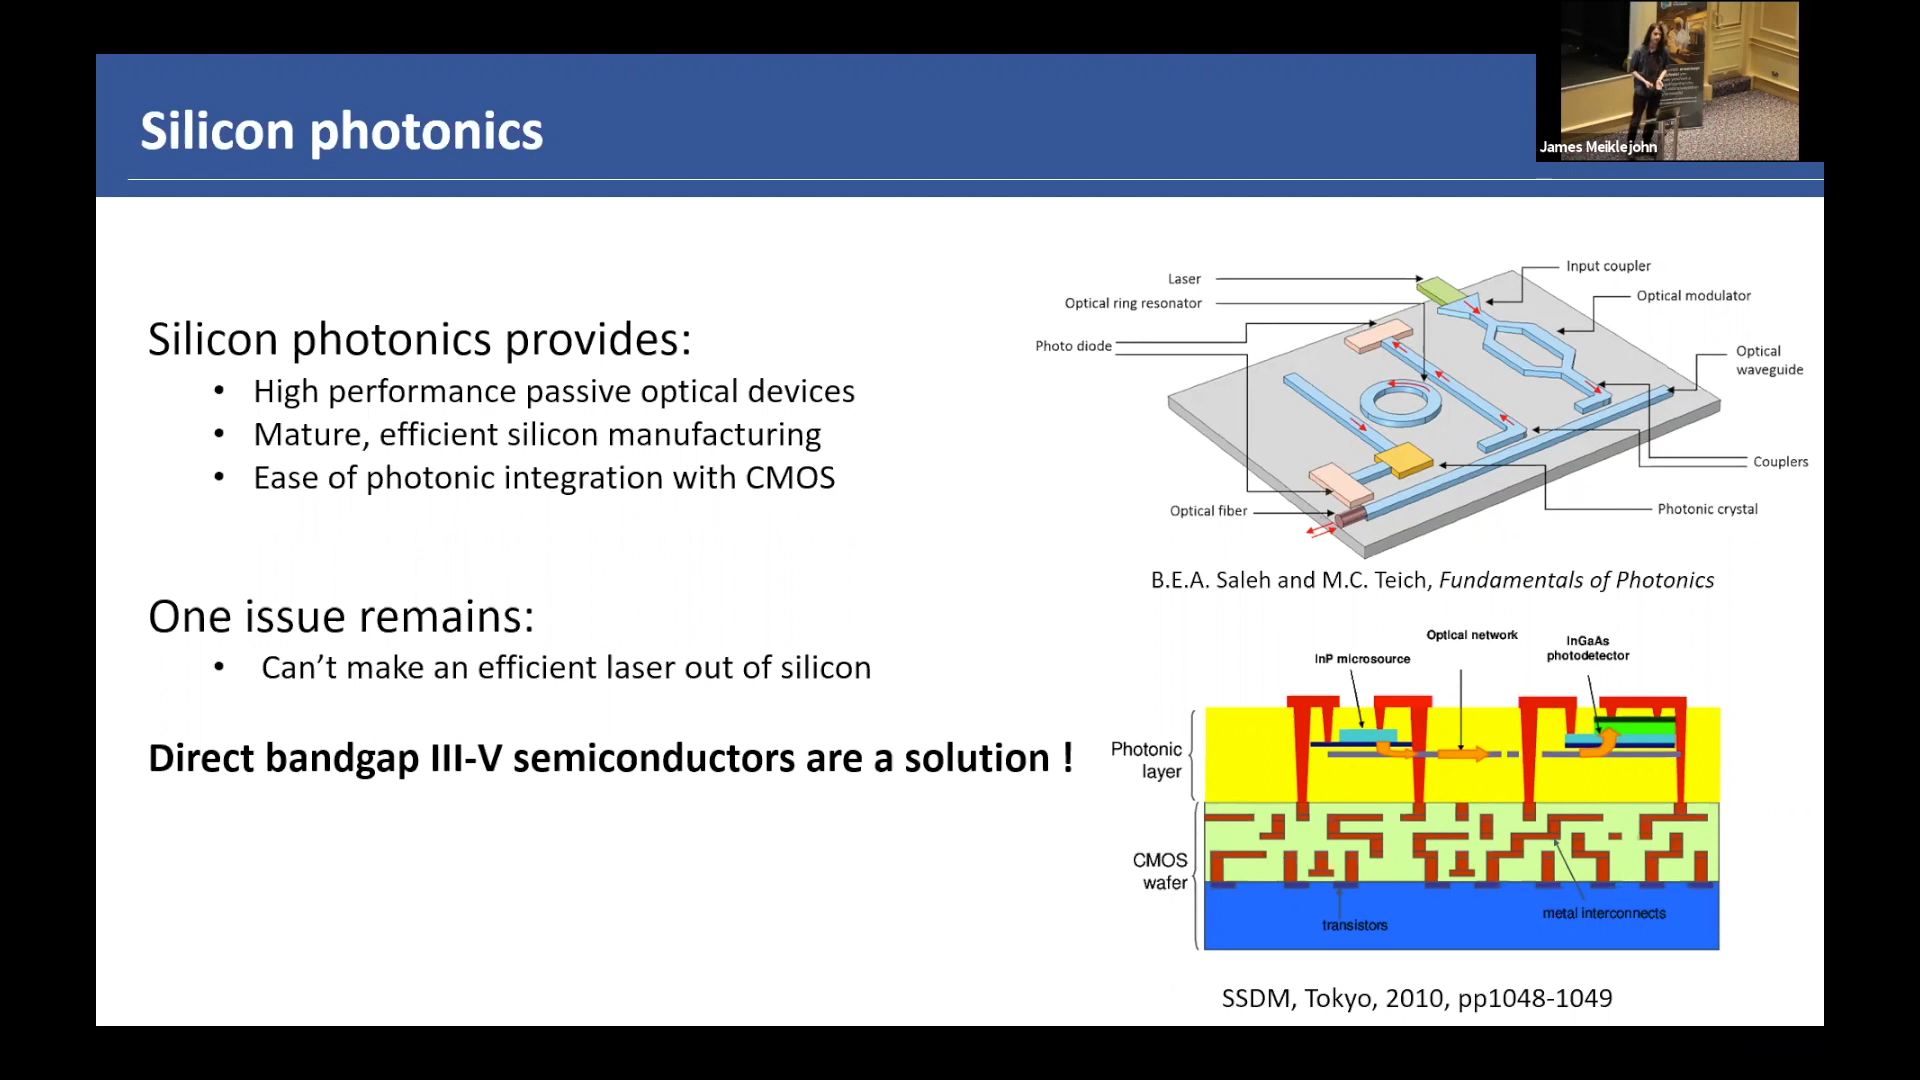 Silicon photonics
James Meiklejohn
Silicon photonics provides:
• High performance passive optical devices
• Mature, efficient silicon manufacturing
• Ease of photonic integration with CMOS
One issue remains:
• Can’t make an efficient laser out of silicon
Direct bandgap III-V semiconductors are a solution !
Laser
Input coupler
Optical ring resonator
Optical modulator
Photo diode
Optical
waveguide
Couplers
Optical fiber
Photonic crystal
B.E.A. Saleh and M.C. Teich, Fundamentals of Photonics
Optical network
InP microsource
InGaAs
photodetector
Photonic
layer
CMOS
wafer
transistors
metal interconnects
SSDM, Tokyo, 2010, pp1048-1049